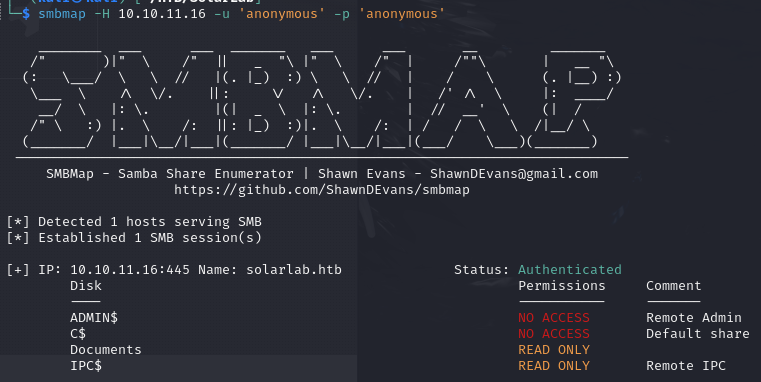 └─$ smbmap -H 10.10.11.16 -u 'anonymous' -p 'anonymous'
SMBMAP
SMBMap - Samba Share Enumerator | Shawn Evans - ShawnDEvans@gmail.com
https://github.com/ShawnDEvans/smbmap
[*] Detected 1 hosts serving SMB
[*] Established 1 SMB session(s)
[+] IP: 10.10.11.16:445 Name: solarlab.htb Status: Authenticated
Disk Permissions Comment
---- ----------- -------
ADMIN$ NO ACCESS Remote Admin
C$ NO ACCESS Default share
Documents READ ONLY
IPC$ READ ONLY Remote IPC